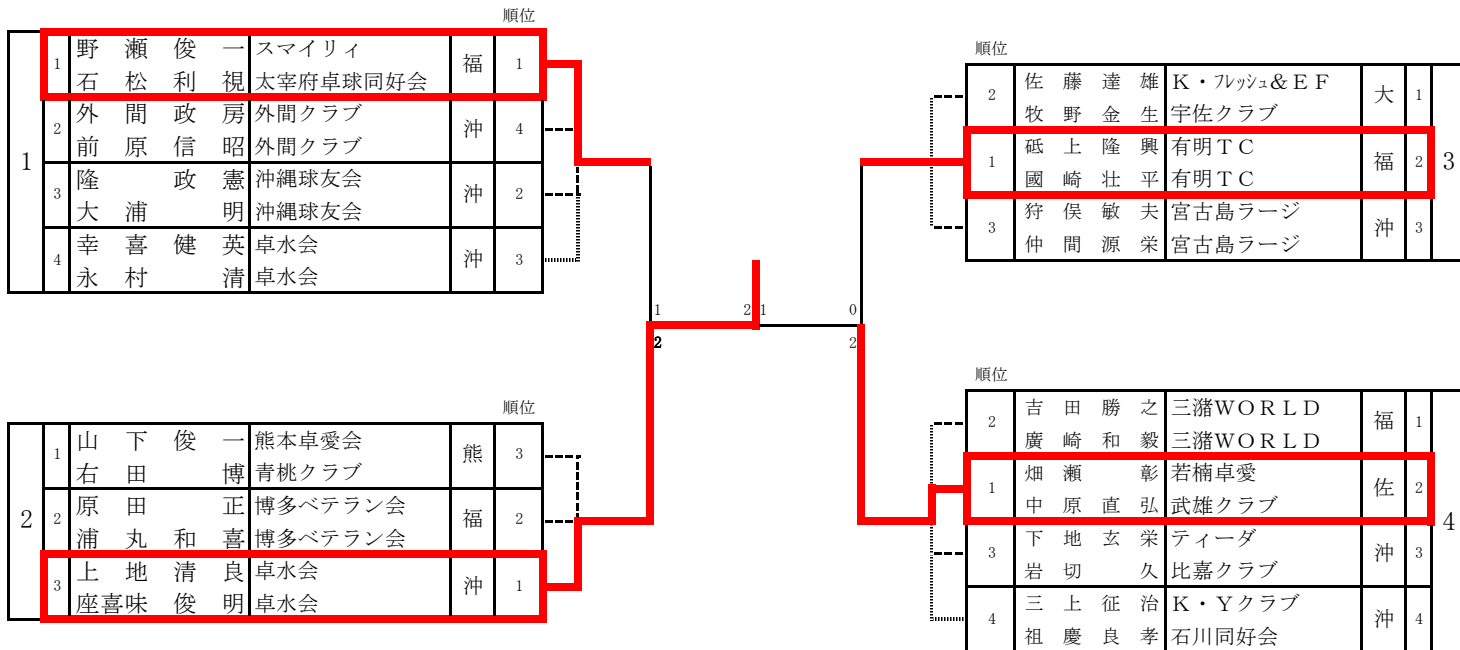 順位
1
1
野瀬俊一 スマイリィ 福 1
石松利視 太宰府卓球同好会
2
外間政房 外間クラブ 沖 4
前原信昭 外間クラブ
3
隆政憲 沖縄球友会 沖 2
大浦明 沖縄球友会
4
幸喜健英 卓水会 沖 3
永村清 卓水会
順位
2
1
山下俊一 熊本卓愛会 熊 3
右田博 青桃クラブ
2
原田正 博多ベテラン会 福 2
浦丸和喜 博多ベテラン会
3
上地清良 卓水会 沖 1
座喜味俊明 卓水会
1 2 1 0
2 2
順位
3
2
佐藤達雄 K・フレッシュ&EF 大 1
牧野金生 宇佐クラブ
1
砥上隆興 有明TC 福 2
國崎壮平 有明TC
3
狩俣敏夫 宮古島ラージ 沖 3
仲間源栄 宮古島ラージ
順位
4
2
吉田勝之 三潴WORLD 福 1
廣崎和毅 三潴WORLD
1
畑瀬彰 若楠卓愛 佐 2
中原直弘 武雄クラブ
3
下地玄栄 ティーダ 沖 3
岩切久 比嘉クラブ
4
三上征治 K・Yクラブ 沖 4
祖慶良孝 石川同好会